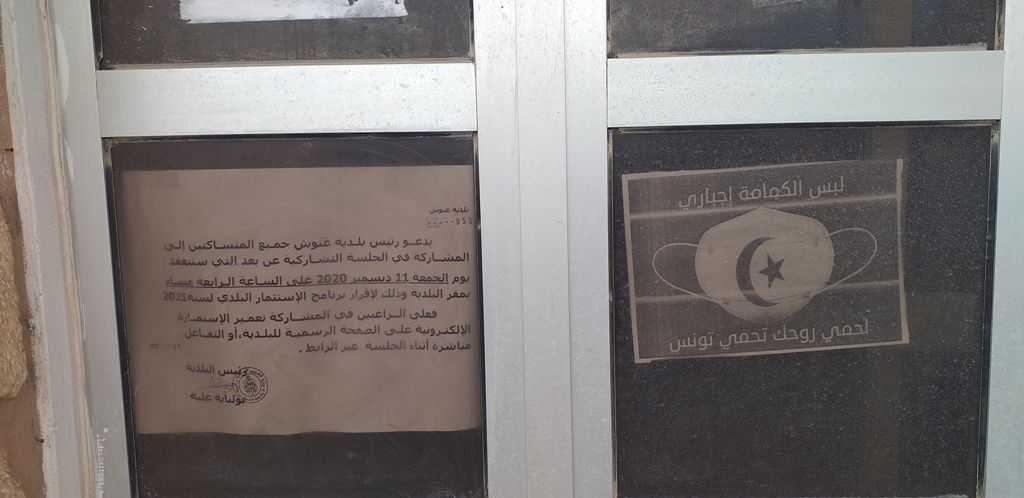 بلدية غنوش
يدعو رئيس بلدية غنوش جميع المتساكنين إلى
المشاركة في الجلسة التشاركية عن بعد التي ستنعقد
يوم الجمعة 11 ديسمبر 2020 على الساعة الرابعة مساء
بمقر البلدية وذلك لإقرار برنامج الإستثمار البلدي لسنة 2021
فعلى الراغبين في المشاركة تعمير الإستمارة
الإلكترونية على الصفحة الرسمية للبلدية، أو التفاعل
مباشرة أثناء الجلسة عبر الرابط.
رئيس البلدية
بولبابة علية
لبس الكمامة إجباري
احمي روحك تحمي تونس